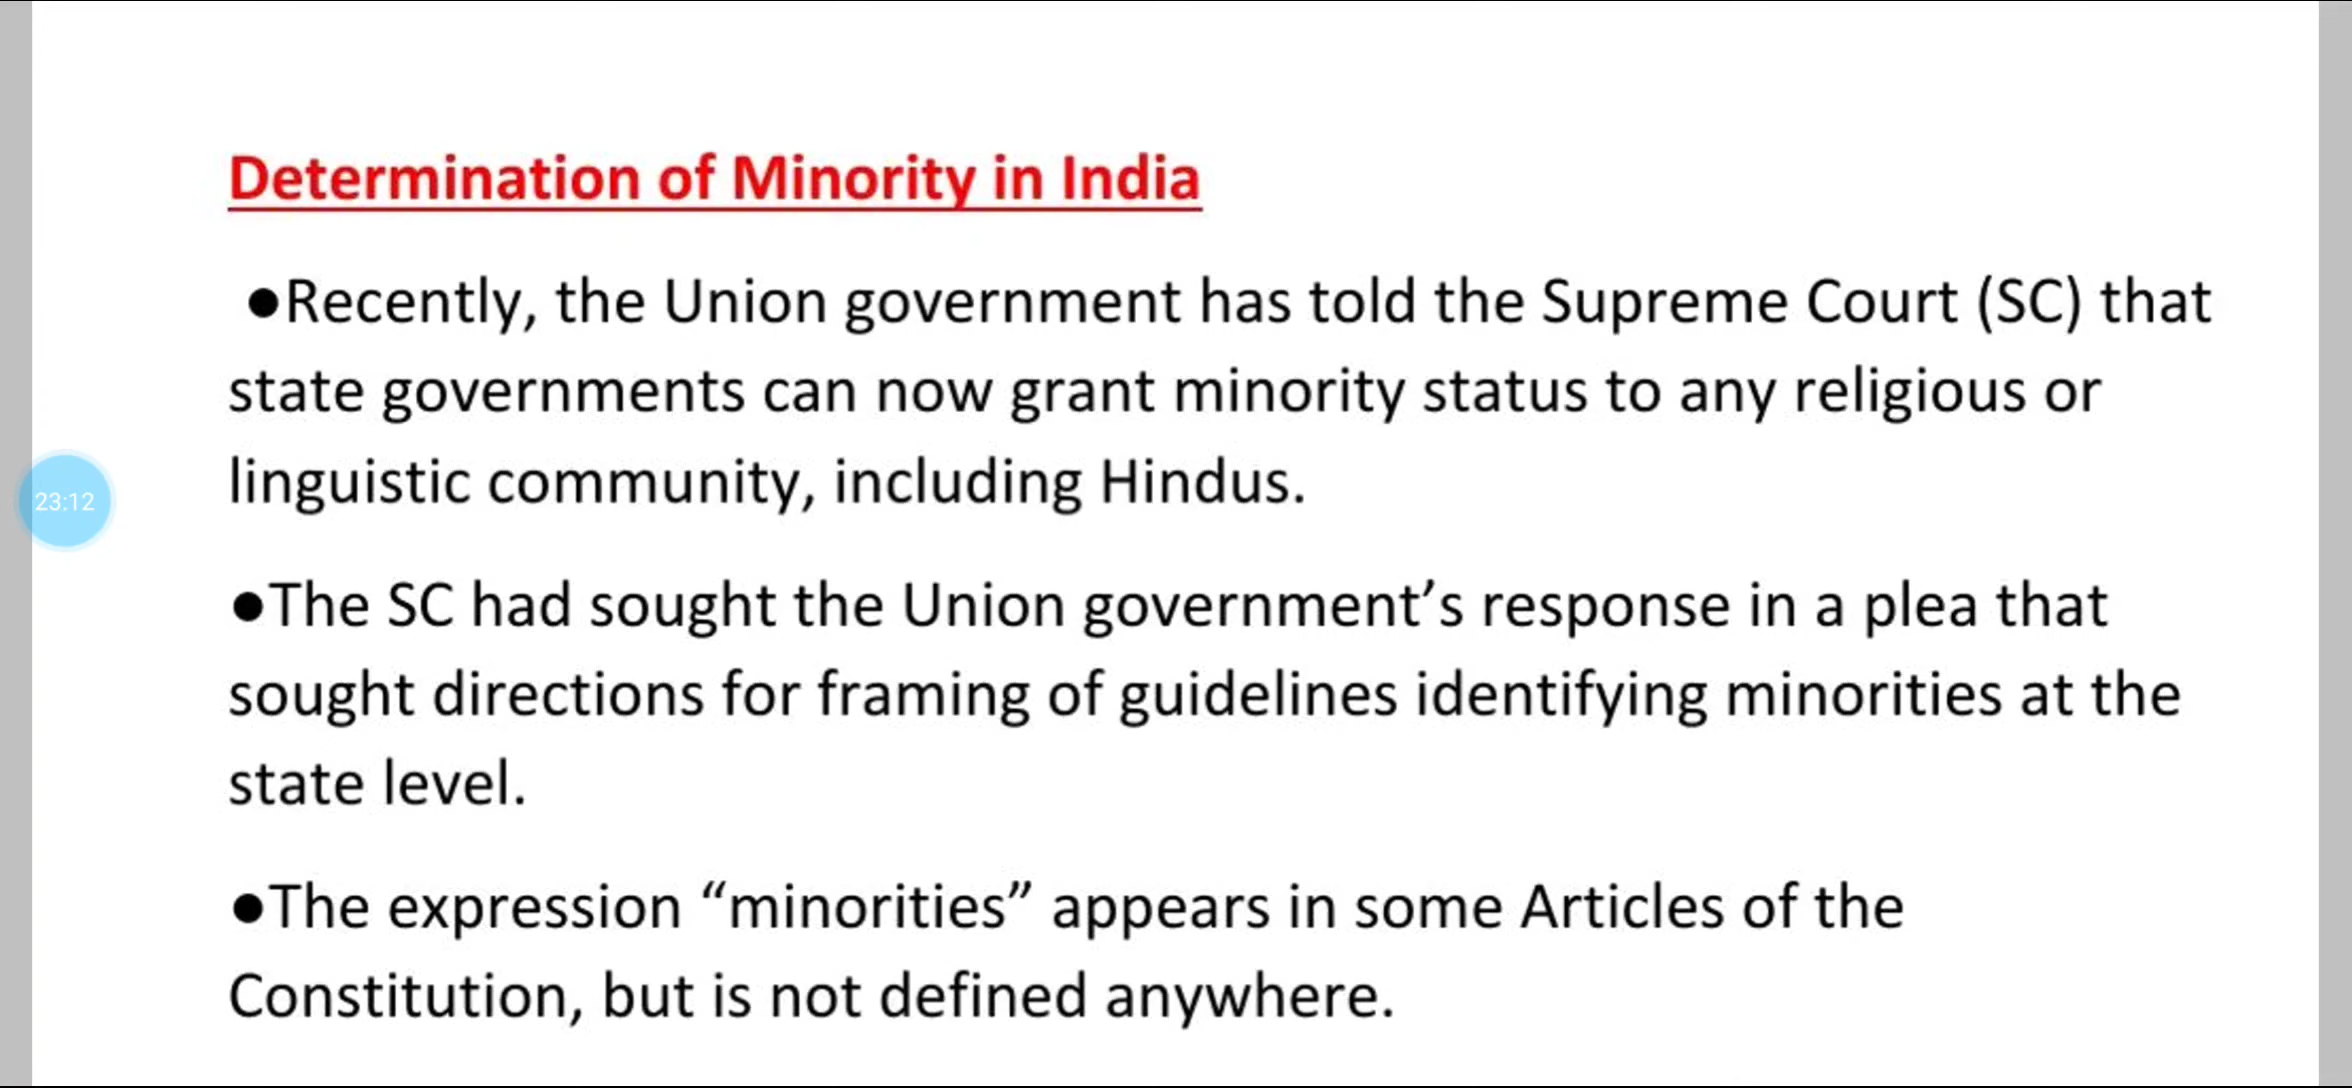 Determination of Minority in India
●Recently, the Union government has told the Supreme Court (SC) that
state governments can now grant minority status to any religious or
linguistic community, including Hindus.
23:12
●The SC had sought the Union government’s response in a plea that
sought directions for framing of guidelines identifying minorities at the
state level.
●The expression “minorities” appears in some Articles of the
Constitution, but is not defined anywhere.